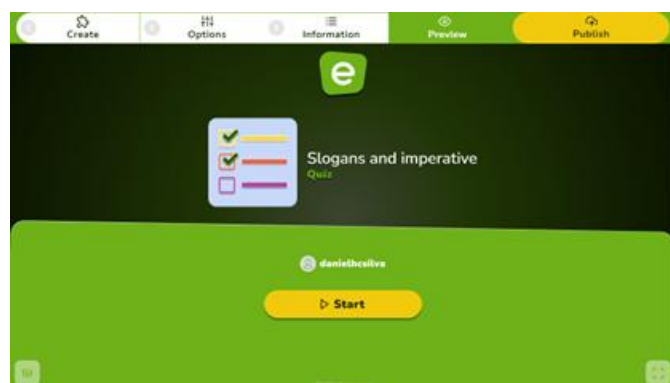 Create Options Information Preview Publish
e
Slogans and imperative
Quiz
danielhcsilva
Start